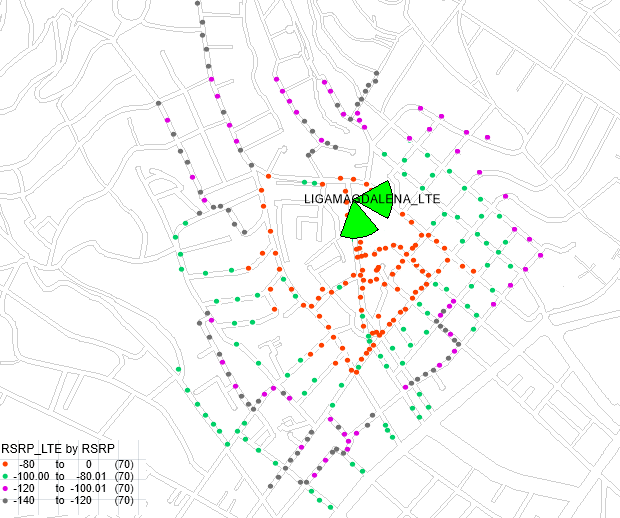 LIGAMAGDALENA_LTE
RSRP_LTE by RSRP
-80 to 0 (70)
-100.00 to -80.01 (70)
-120 to -100.01 (70)
-140 to -120 (70)